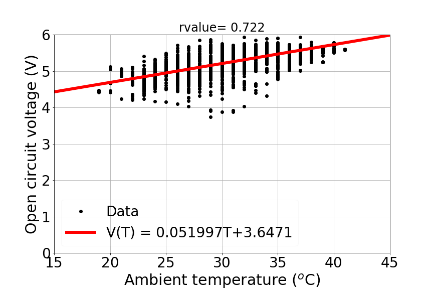 rvalue= 0.722
Open circuit voltage (V)
6
5
4
3
2
1
0
Data
V(T) = 0.051997T+3.6471
15 20 25 30 35 40 45
Ambient temperature (°C)